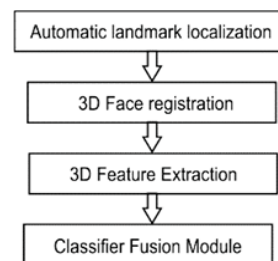 Automatic landmark localization
3D Face registration
3D Feature Extraction
Classifier Fusion Module